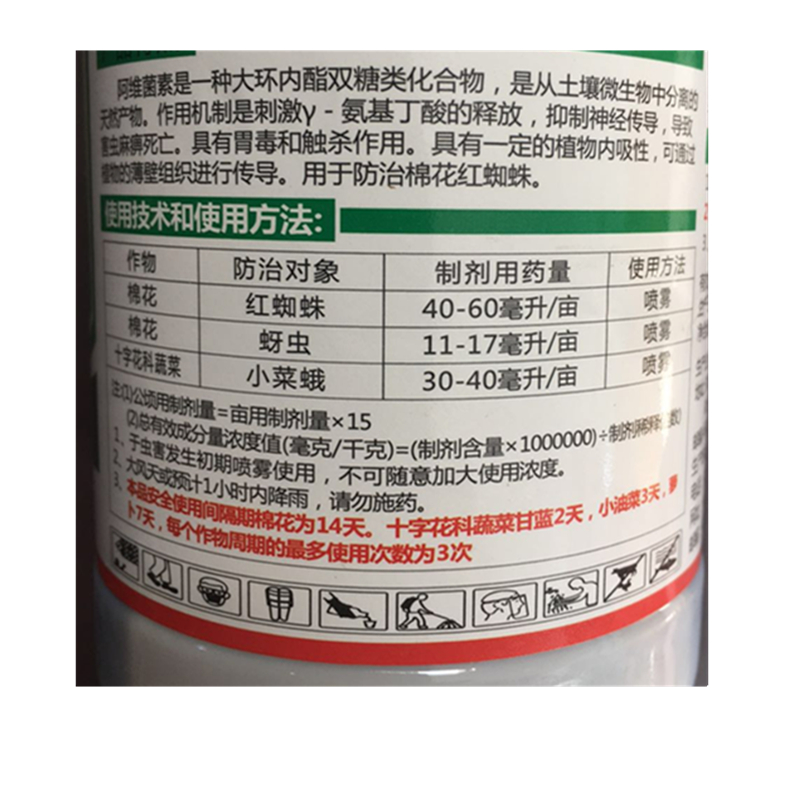 阿维菌素是一种大环内酯双糖类化合物，是从土壤微生物中分离的
天然产物。作用机制是刺激γ-氨基丁酸的释放，抑制神经传导，导致
害虫麻痹死亡。具有胃毒和触杀作用。具有一定的植物内吸性，可通过
植物的薄壁组织进行传导。用于防治棉花红蜘蛛。
使用技术和使用方法:
作物 防治对象 制剂用药量 使用方法
棉花 红蜘蛛 40-60毫升/亩 喷雾
棉花 蚜虫 11-17毫升/亩 喷雾
十字花科蔬菜 小菜蛾 30-40毫升/亩 喷雾
注:(1)公顷用制剂量=亩用制剂量×15
(2)总有效成分量浓度值(毫克/千克)=(制剂含量×1000000)÷制剂稀释倍数)
1、于虫害发生初期喷雾使用，不可随意加大使用浓度。
2、大风天或预计1小时内降雨，请勿施药。
3、本品安全使用间隔期棉花为14天。十字花科蔬菜甘蓝2天，小油菜3天，萝
卜7天，每个作物周期的最多使用次数为3次